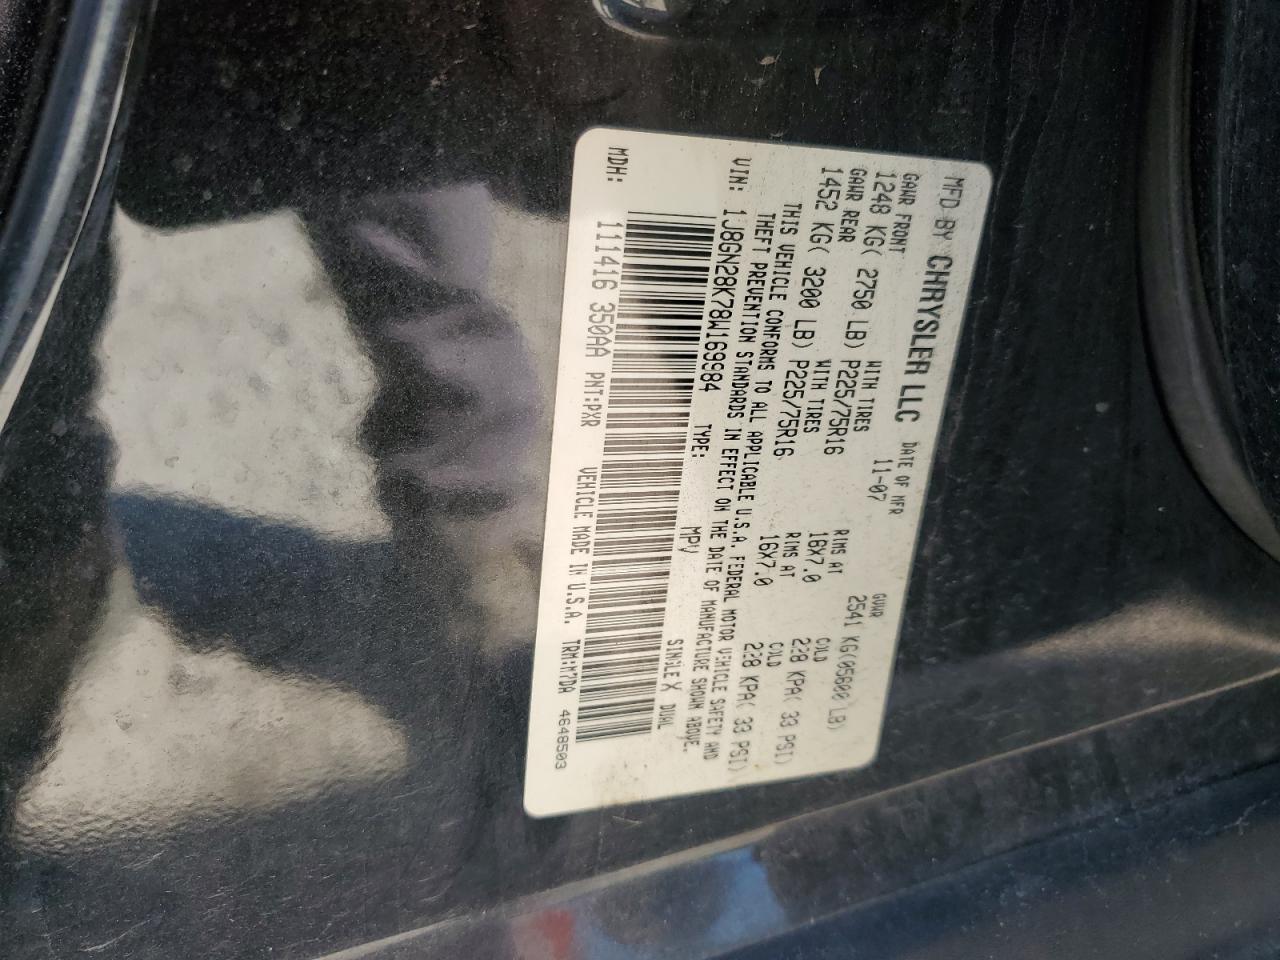 MFD BY CHRYSLER LLC DATE OF MFR GVWR
11-07 2541 KG(05600 LB)
GAWR FRONT WITH TIRES RIMS AT COLD
1248 KG( 2750 LB) P225/75R16 16X7.0 228 KPA( 33 PSI)
GAWR REAR WITH TIRES RIMS AT COLD
1452 KG( 3200 LB) P225/75R16 16X7.0 228 KPA( 33 PSI)
THIS VEHICLE CONFORMS TO ALL APPLICABLE U.S.A. FEDERAL MOTOR VEHICLE SAFETY AND
THEFT PREVENTION STANDARDS IN EFFECT ON THE DATE OF MANUFACTURE SHOWN ABOVE.
VIN: 1J8GN28K78W169984 TYPE: MPV SINGLE X DUAL
MDH: 111416 350AA PNT:PXR VEHICLE MADE IN U.S.A. TRM:M7DA 4648503